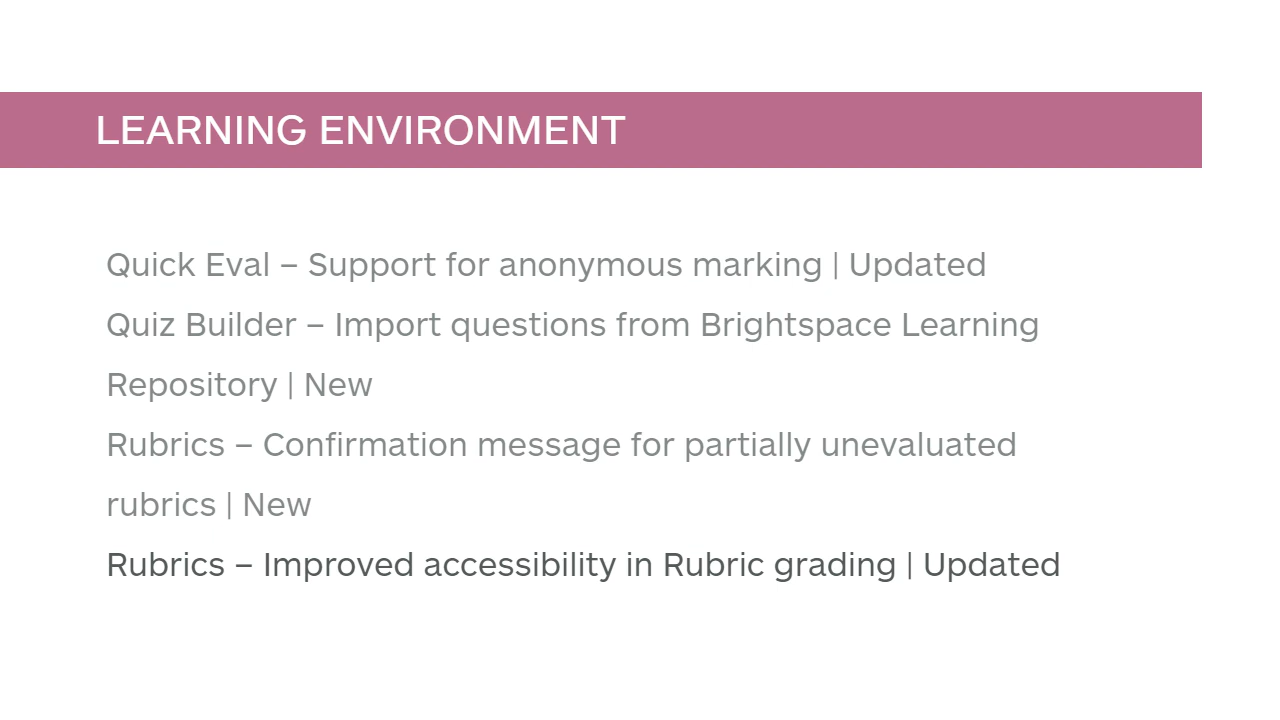 LEARNING ENVIRONMENT
Quick Eval – Support for anonymous marking | Updated
Quiz Builder – Import questions from Brightspace Learning
Repository | New
Rubrics – Confirmation message for partially unevaluated
rubrics | New
Rubrics – Improved accessibility in Rubric grading | Updated